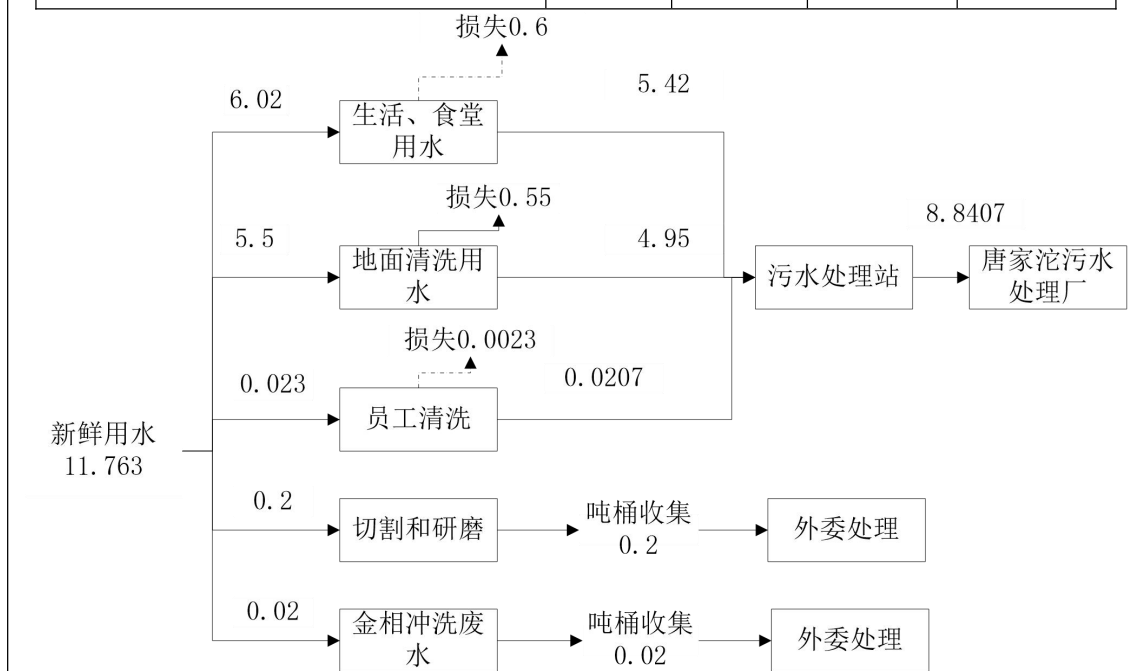 损失0.6
6.02
5.42
生活、食堂
用水
损失0.55
8.8407
5.5
4.95
地面清洗用
水
污水处理站
唐家沱污水
处理厂
损失0.0023
0.023
0.0207
员工清洗
新鲜用水
11.763
0.2
切割和研磨
吨桶收集
0.2
外委处理
0.02
金相冲洗废
水
吨桶收集
0.02
外委处理